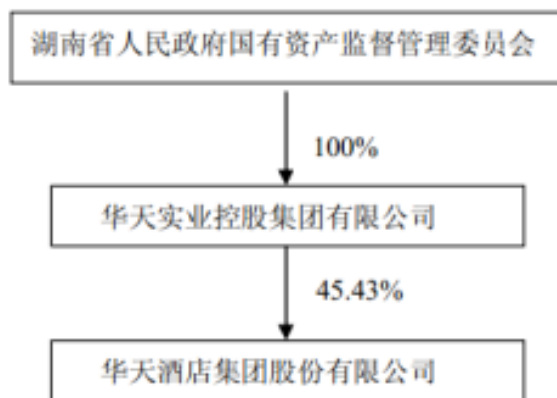 湖南省人民政府国有资产监督管理委员会
100%
华天实业控股集团有限公司
45.43%
华天酒店集团股份有限公司